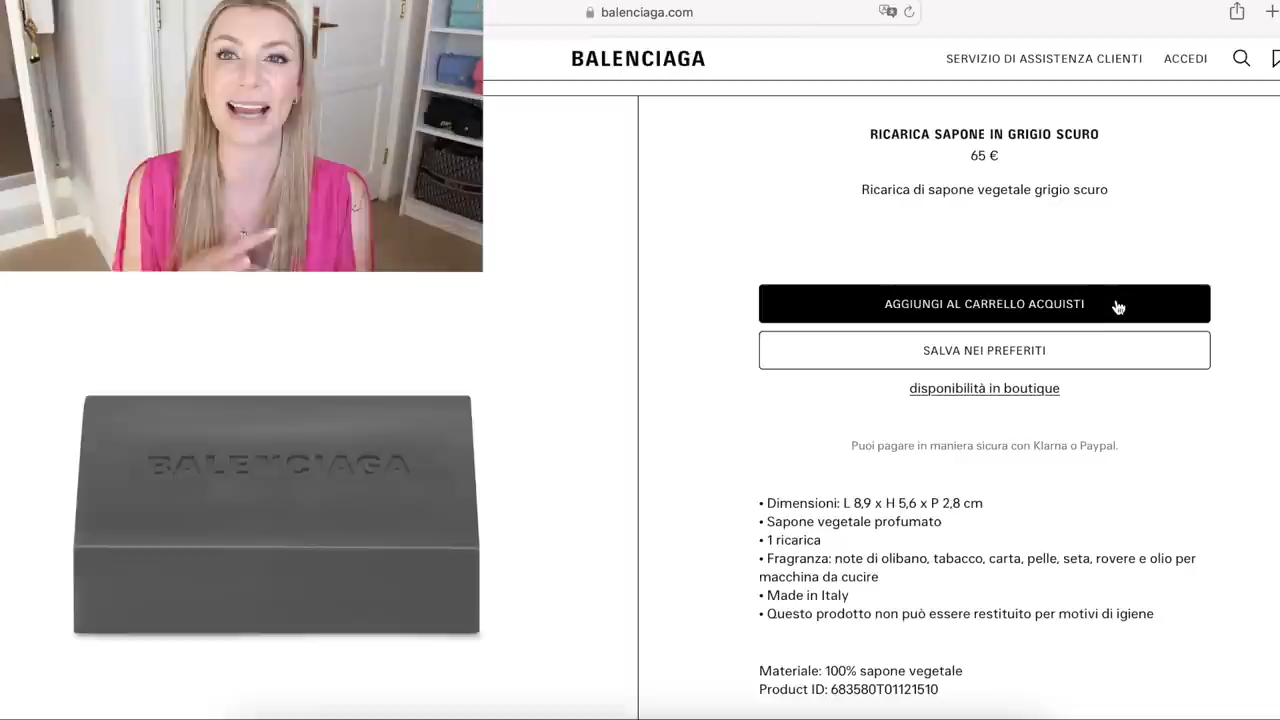 balenciaga.com
BALENCIAGA
SERVIZIO DI ASSISTENZA CLIENTI
ACCEDI
RICARICA SAPONE IN GRIGIO SCURO
65 €
Ricarica di sapone vegetale grigio scuro
AGGIUNGI AL CARRELLO ACQUISTI
SALVA NEI PREFERITI
disponibilità in boutique
Puoi pagare in maniera sicura con Klarna o Paypal.
BALENCIAGA
• Dimensioni: L 8,9 x H 5,6 x P 2,8 cm
• Sapone vegetale profumato
• 1 ricarica
• Fragranza: note di olibano, tabacco, carta, pelle, seta, rovere e olio per
macchina da cucire
• Made in Italy
• Questo prodotto non può essere restituito per motivi di igiene
Materiale: 100% sapone vegetale
Product ID: 683580T01121510